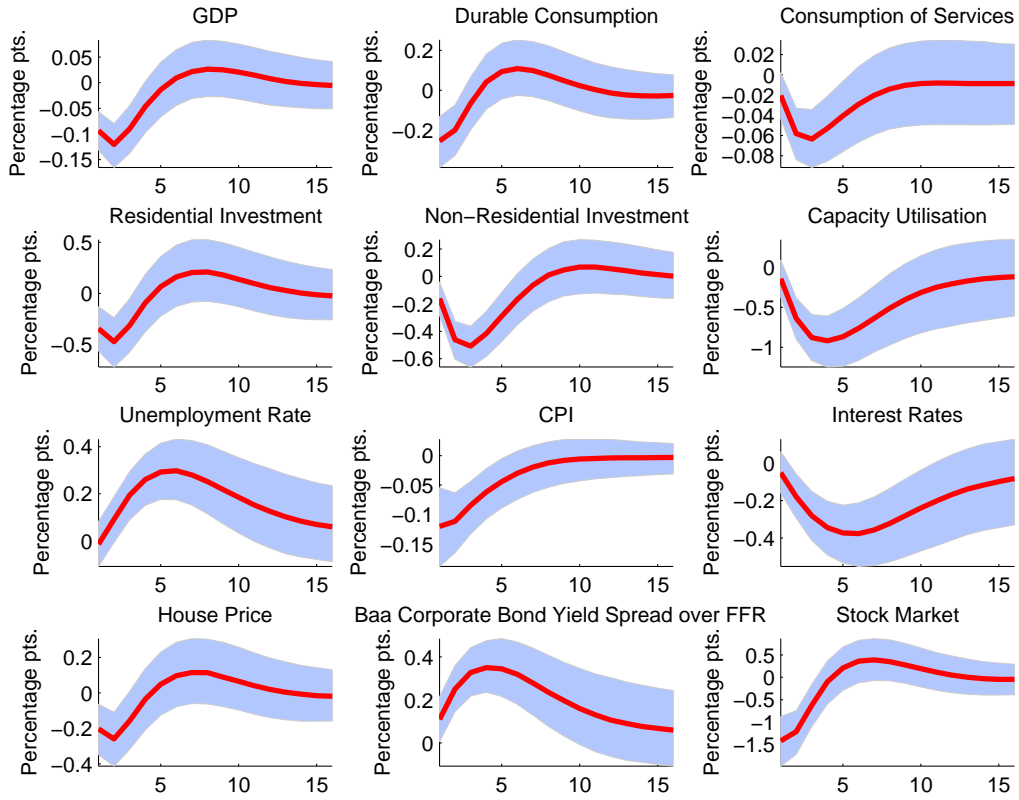 GDP
Durable Consumption
Consumption of Services
Percentage pts.
0.05
0
−0.05
−0.1
−0.15
5 10 15
Percentage pts.
0.2
0
−0.2
5 10 15
Percentage pts.
0.02
0
−0.02
−0.04
−0.06
−0.08
5 10 15
Residential Investment
Non−Residential Investment
Capacity Utilisation
Percentage pts.
0.5
0
−0.5
5 10 15
Percentage pts.
0.2
0
−0.2
−0.4
−0.6
5 10 15
Percentage pts.
0
−0.5
−1
5 10 15
Unemployment Rate
CPI
Interest Rates
Percentage pts.
0.4
0.2
0
5 10 15
Percentage pts.
0
−0.05
−0.1
−0.15
5 10 15
Percentage pts.
0
−0.2
−0.4
5 10 15
House Price
Baa Corporate Bond Yield Spread over FFR
Stock Market
Percentage pts.
0.2
0
−0.2
−0.4
5 10 15
Percentage pts.
0.4
0.2
0
5 10 15
Percentage pts.
0.5
0
−0.5
−1
−1.5
5 10 15